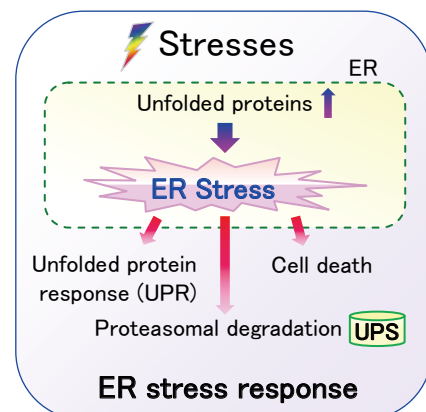 Stresses
ER
Unfolded proteins
ER Stress
Unfolded protein
response (UPR)
Cell death
Proteasomal degradation UPS
ER stress response